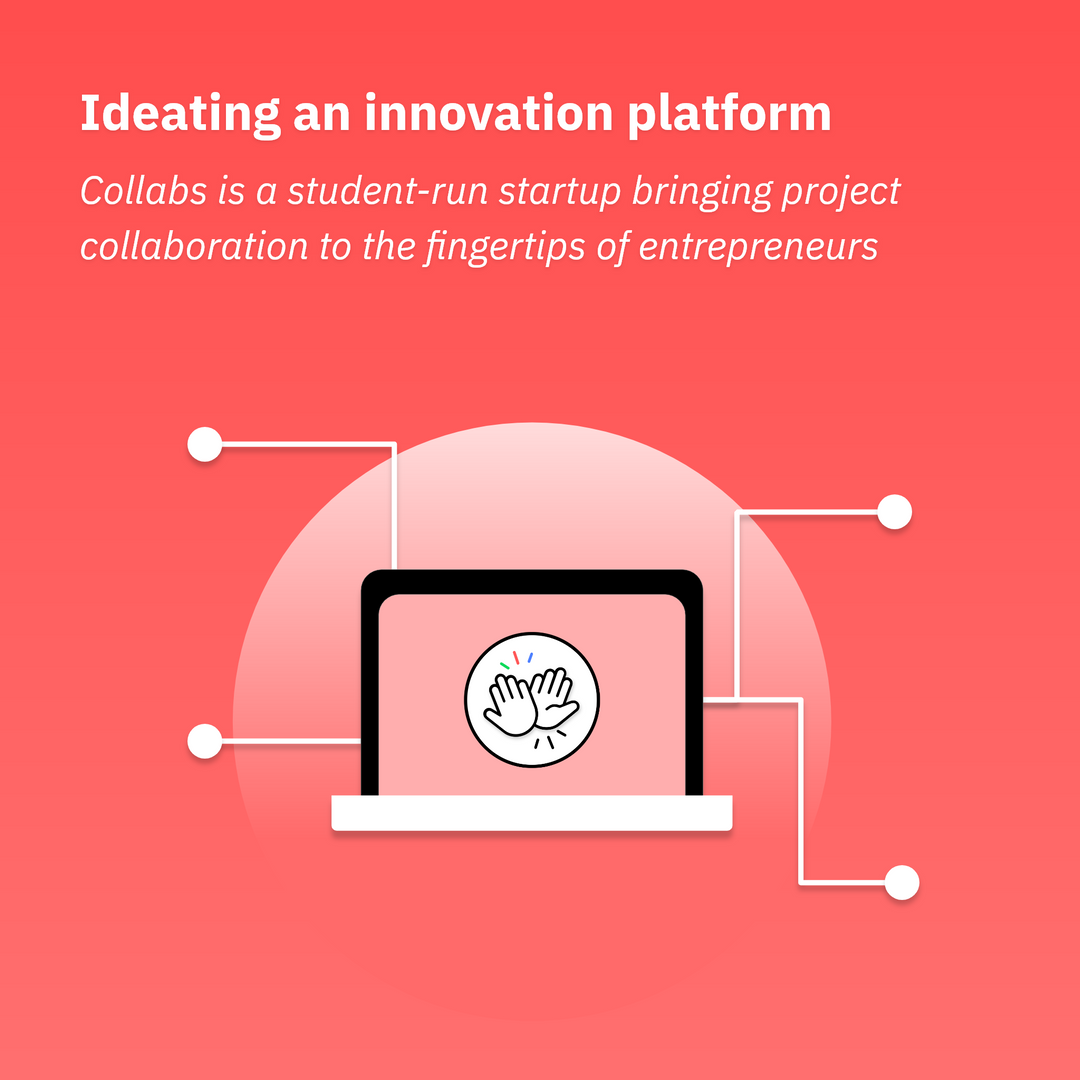 Ideating an innovation platform
Collabs is a student-run startup bringing project
collaboration to the fingertips of entrepreneurs